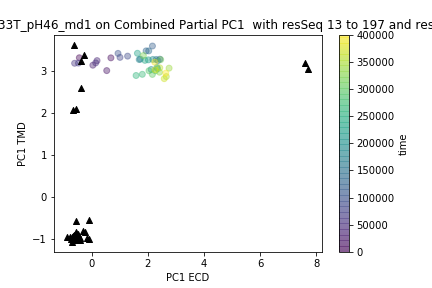 33T_pH46_md1 on Combined Partial PC1 with resSeq 13 to 197 and res
400000
350000
300000
250000
200000
150000
100000
50000
0
time
3
2
1
0
−1
PC1 TMD
0 2 4 6 8
PC1 ECD